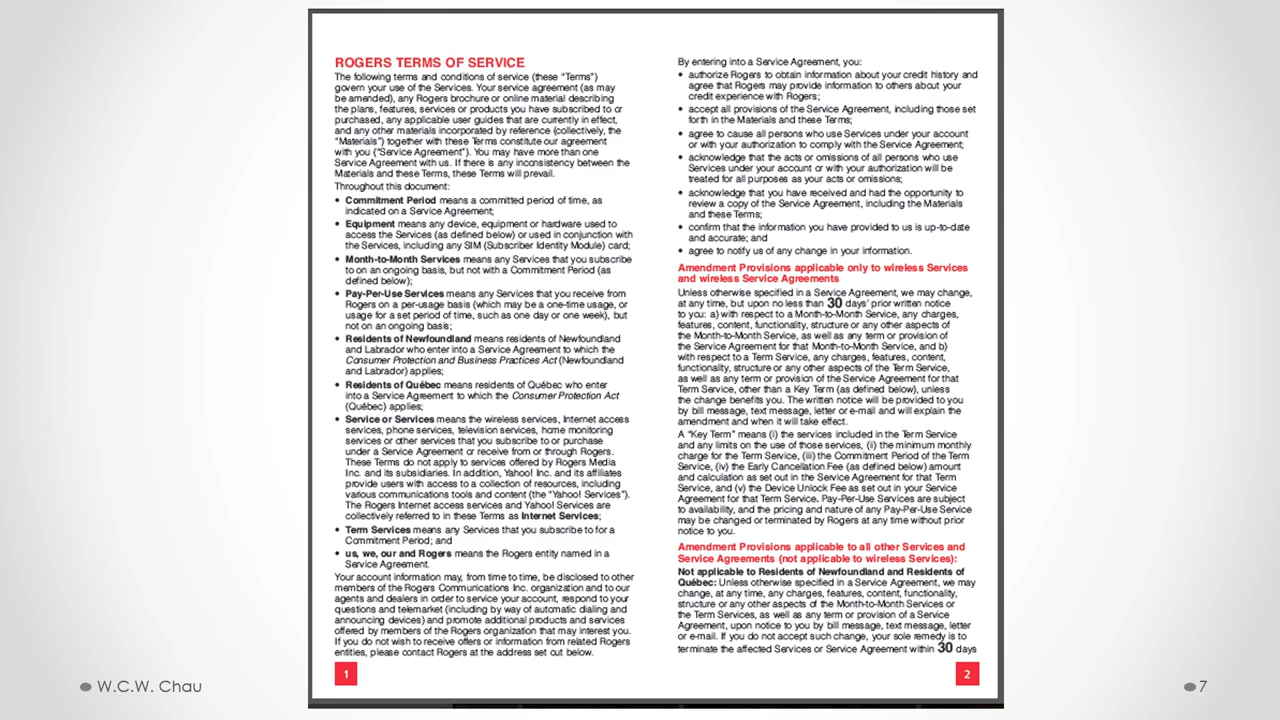 ROGERS TERMS OF SERVICE
The following terms and conditions of service (these “Terms”)
govern your use of the Services. Your service agreement (as may
be amended), any Rogers brochure or online material describing
the plans, features, services or products you have subscribed to or
purchased, any applicable user guides that are currently in effect,
and any other materials incorporated by reference (collectively, the
“Materials”) together with these Terms constitute our agreement
with you (“Service Agreement”). You may have more than one
Service Agreement with us. If there is any inconsistency between the
Materials and these Terms, these Terms will prevail.
Throughout this document:
• Commitment Period means a committed period of time, as
indicated on a Service Agreement;
• Equipment means any device, equipment or hardware used to
access the Services (as defined below) or used in conjunction with
the Services, including any SIM (Subscriber Identity Module) card;
• Month-to-Month Services means any Services that you subscribe
to on an ongoing basis, but not with a Commitment Period (as
defined below);
• Pay-Per-Use Services means any Services that you receive from
Rogers on a per-usage basis (which may be a one-time usage, or
usage for a set period of time, such as one day or one week), but
not on an ongoing basis;
• Residents of Newfoundland means residents of Newfoundland
and Labrador who enter into a Service Agreement to which the
Consumer Protection and Business Practices Act (Newfoundland
and Labrador) applies;
• Residents of Québec means residents of Québec who enter
into a Service Agreement to which the Consumer Protection Act
(Québec) applies;
• Service or Services means the wireless services, Internet access
services, phone services, television services, home monitoring
services or other services that you subscribe to or purchase
under a Service Agreement or receive from or through Rogers.
These Terms do not apply to services offered by Rogers Media
Inc. and its subsidiaries. In addition, Yahoo! Inc. and its affiliates
provide users with access to a collection of resources, including
various communications tools and content (the “Yahoo! Services”).
The Rogers Internet access services and Yahoo! Services are
collectively referred to in these Terms as Internet Services;
• Term Services means any Services that you subscribe to for a
Commitment Period; and
• us, we, our and Rogers means the Rogers entity named in a
Service Agreement.
Your account information may, from time to time, be disclosed to other
members of the Rogers Communications Inc. organization and to our
agents and dealers in order to service your account, respond to your
questions and telemarket (including by way of automatic dialing and
announcing devices) and promote additional products and services
offered by members of the Rogers organization that may interest you.
If you do not wish to receive offers or information from related Rogers
entities, please contact Rogers at the address set out below.
1
By entering into a Service Agreement, you:
• authorize Rogers to obtain information about your credit history and
agree that Rogers may provide information to others about your
credit experience with Rogers;
• accept all provisions of the Service Agreement, including those set
forth in the Materials and these Terms;
• agree to cause all persons who use Services under your account
or with your authorization to comply with the Service Agreement;
• acknowledge that the acts or omissions of all persons who use
Services under your account or with your authorization will be
treated for all purposes as your acts or omissions;
• acknowledge that you have received and had the opportunity to
review a copy of the Service Agreement, including the Materials
and these Terms;
• confirm that the information you have provided to us is up-to-date
and accurate; and
• agree to notify us of any change in your information.
Amendment Provisions applicable only to wireless Services
and wireless Service Agreements
Unless otherwise specified in a Service Agreement, we may change,
at any time, but upon no less than 30 days’ prior written notice
to you: a) with respect to a Month-to-Month Service, any charges,
features, content, functionality, structure or any other aspects of
the Month-to-Month Service, as well as any term or provision of
the Service Agreement for that Month-to-Month Service, and b)
with respect to a Term Service, any charges, features, content,
functionality, structure or any other aspects of the Term Service,
as well as any term or provision of the Service Agreement for that
Term Service, other than a Key Term (as defined below), unless
the change benefits you. The written notice will be provided to you
by bill message, text message, letter or e-mail and will explain the
amendment and when it will take effect.
A “Key Term” means (i) the services included in the Term Service
and any limits on the use of those services, (ii) the minimum monthly
charge for the Term Service, (iii) the Commitment Period of the Term
Service, (iv) the Early Cancellation Fee (as defined below) amount
and calculation as set out in the Service Agreement for that Term
Service, and (v) the Device Unlock Fee as set out in your Service
Agreement for that Term Service. Pay-Per-Use Services are subject
to availability, and the pricing and nature of any Pay-Per-Use Service
may be changed or terminated by Rogers at any time without prior
notice to you.
Amendment Provisions applicable to all other Services and
Service Agreements (not applicable to wireless Services):
Not applicable to Residents of Newfoundland and Residents of
Québec: Unless otherwise specified in a Service Agreement, we may
change, at any time, any charges, features, content, functionality,
structure or any other aspects of the Month-to-Month Services or
the Term Services, as well as any term or provision of a Service
Agreement, upon notice to you by bill message, text message, letter
or e-mail. If you do not accept such change, your sole remedy is to
terminate the affected Services or Service Agreement within 30 days
2
W.C.W. Chau
7